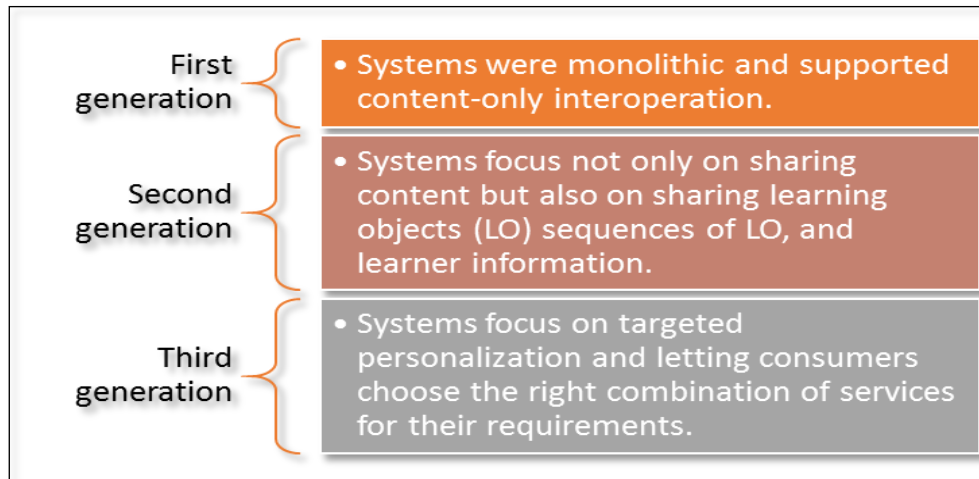 First
generation
• Systems were monolithic and supported
content-only interoperation.
Second
generation
• Systems focus not only on sharing
content but also on sharing learning
objects (LO) sequences of LO, and
learner information.
Third
generation
• Systems focus on targeted
personalization and letting consumers
choose the right combination of services
for their requirements.